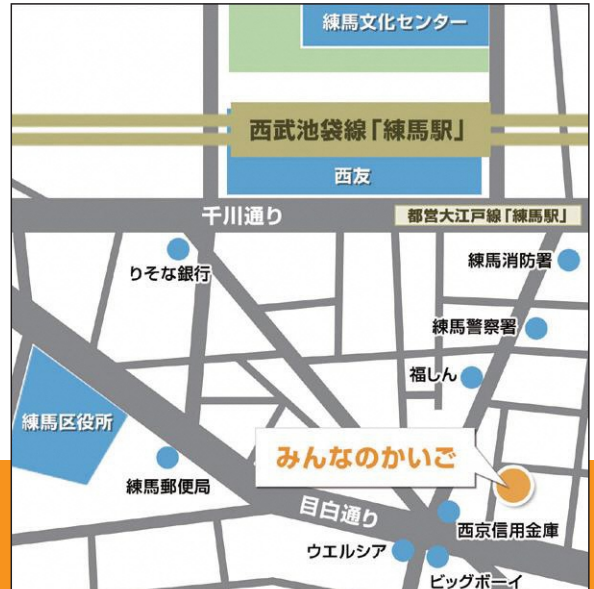 練馬文化センター
西武池袋線「練馬駅」
西友
千川通り
都営大江戸線「練馬駅」
りそな銀行
練馬消防署
練馬警察署
福しん
練馬区役所
みんなのかいご
練馬郵便局
目白通り
西京信用金庫
ウエルシア
ビッグボーイ